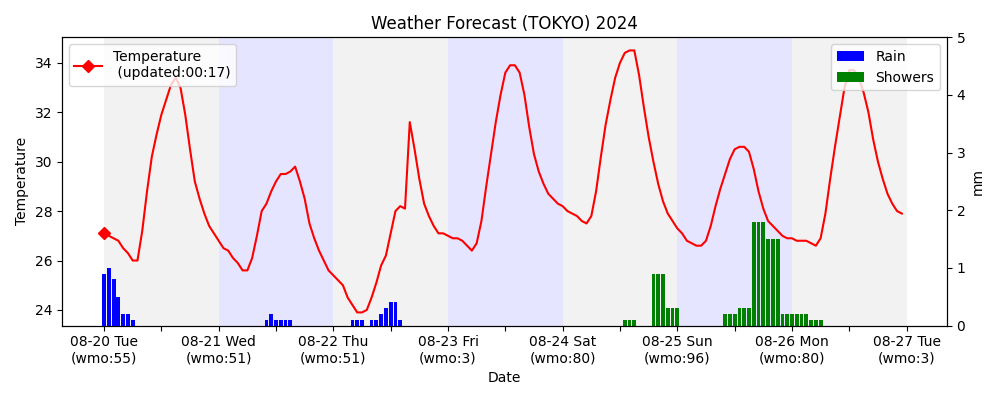 Weather Forecast (TOKYO) 2024
Temperature
(updated:00:17)
Rain
Showers
Temperature
34
32
30
28
26
24
5
4
3
2
1
0
mm
08-20 Tue
(wmo:55)
08-21 Wed
(wmo:51)
08-22 Thu
(wmo:51)
08-23 Fri
(wmo:3)
08-24 Sat
(wmo:80)
08-25 Sun
(wmo:96)
08-26 Mon
(wmo:80)
08-27 Tue
(wmo:3)
Date